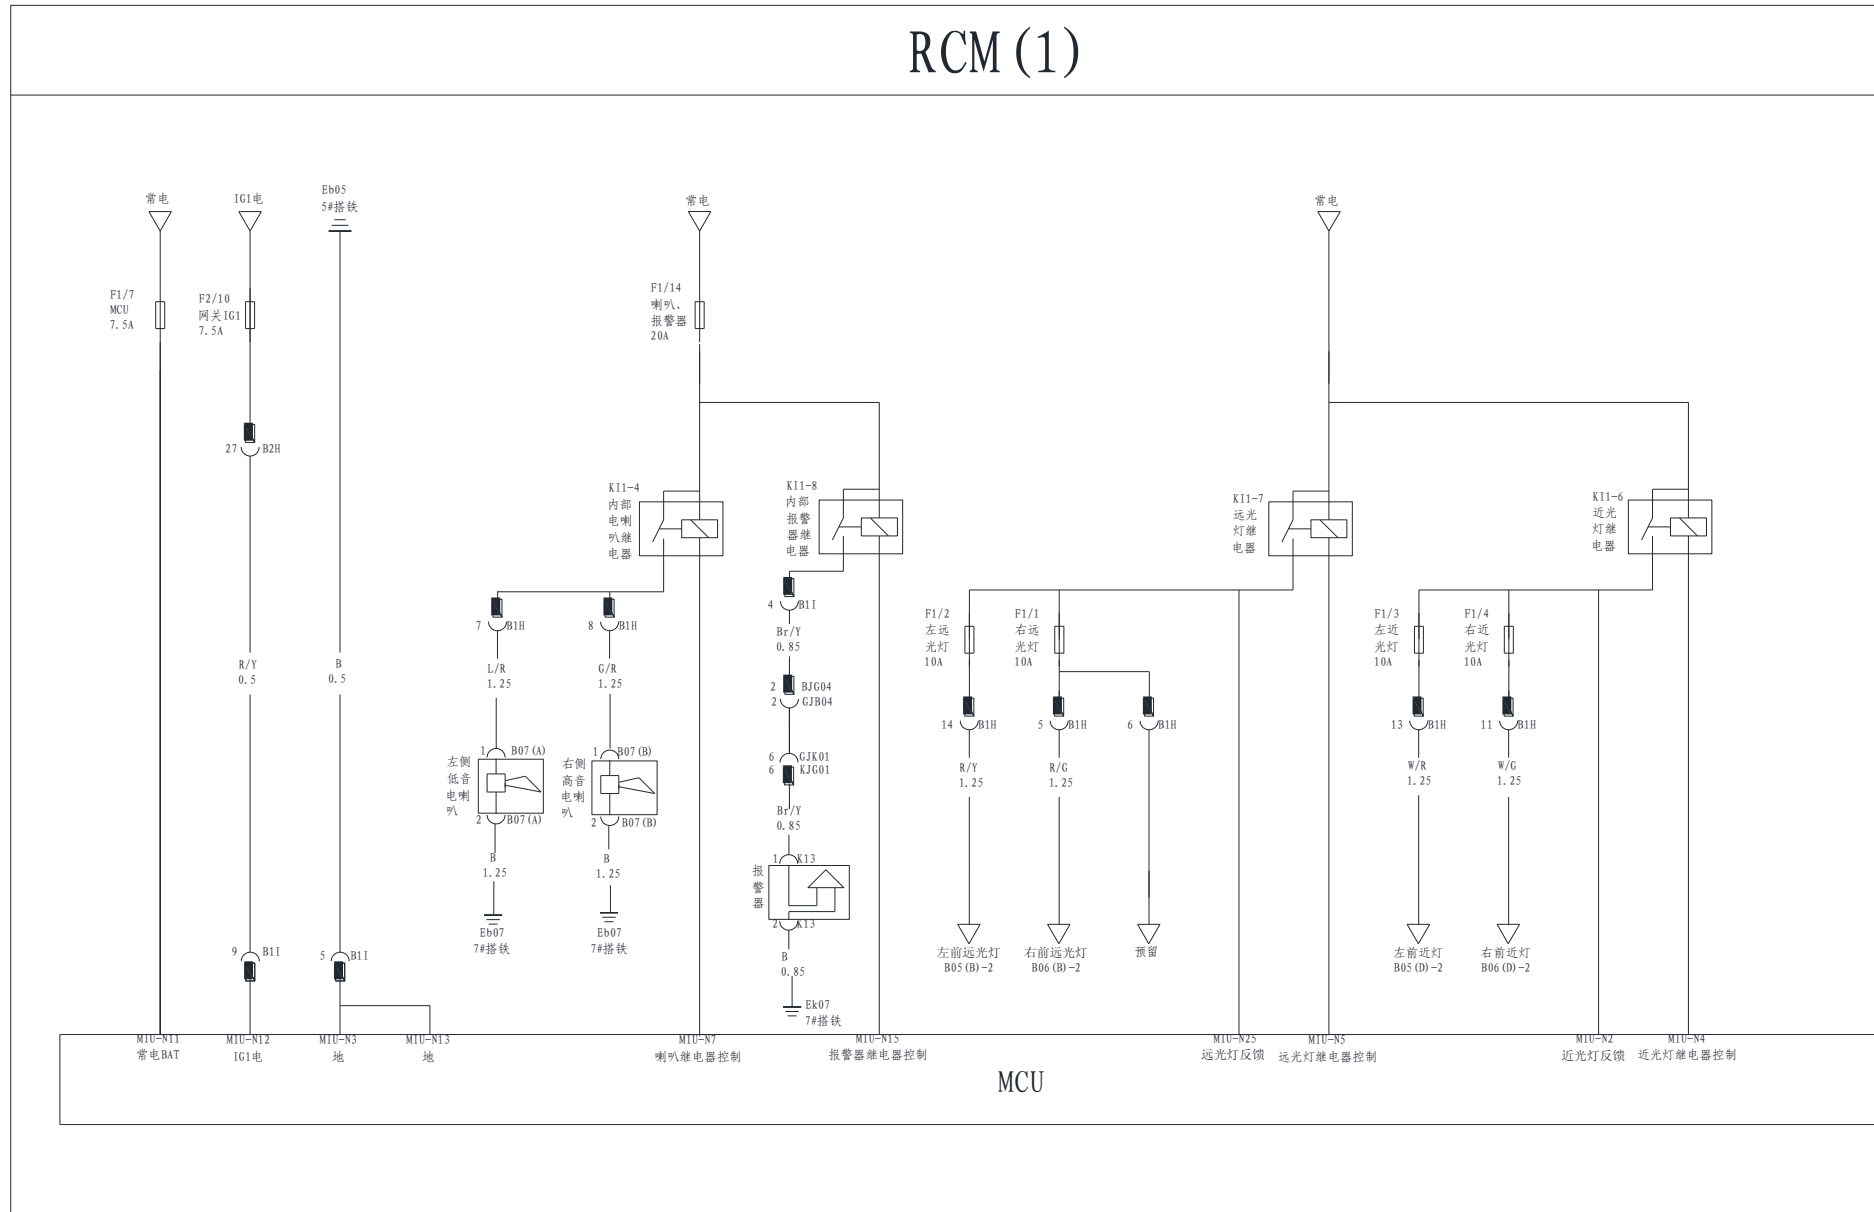 RCM(1)
常电
IG1电
Eb05
5#搭铁
常电
常电
F1/7
MCU
7.5A
F2/10
网关IG1
7.5A
F1/14
喇叭、
报警器
20A
27
B2H
KI1-4
内部
电喇
叭继
电器
KI1-8
内部
报警
器继
电器
KI1-7
远光
灯继
电器
KI1-6
近光
灯继
电器
7
B1H
8
B1H
4
B1I
F1/2
左远
光灯
10A
F1/1
右远
光灯
10A
F1/3
左近
光灯
10A
F1/4
右近
光灯
10A
R/Y
0.5
B
0.5
L/R
1.25
G/R
1.25
Br/Y
0.85
2
BJG04
2
GJB04
14
B1H
5
B1H
6
B1H
13
B1H
11
B1H
6
GJK01
6
KJG01
R/Y
1.25
R/G
1.25
W/R
1.25
W/G
1.25
1
B07(A)
左侧
低音
电喇
叭
2
B07(A)
1
B07(B)
右侧
高音
电喇
叭
2
B07(B)
Br/Y
0.85
B
1.25
B
1.25
1
K13
报
警
器
2
K13
Eb07
7#搭铁
Eb07
7#搭铁
B
0.85
Ek07
7#搭铁
9
B1I
5
B1I
左前远光灯
B05(B)-2
右前远光灯
B06(B)-2
预留
左前近灯
B05(D)-2
右前近灯
B06(D)-2
MIU-N11
常电BAT
MIU-N12
IG1电
MIU-N3
地
MIU-N13
地
MIU-N7
喇叭继电器控制
MIU-N15
报警器继电器控制
MIU-N25
远光灯反馈
MIU-N5
远光灯继电器控制
MIU-N2
近光灯反馈
MIU-N4
近光灯继电器控制
MCU